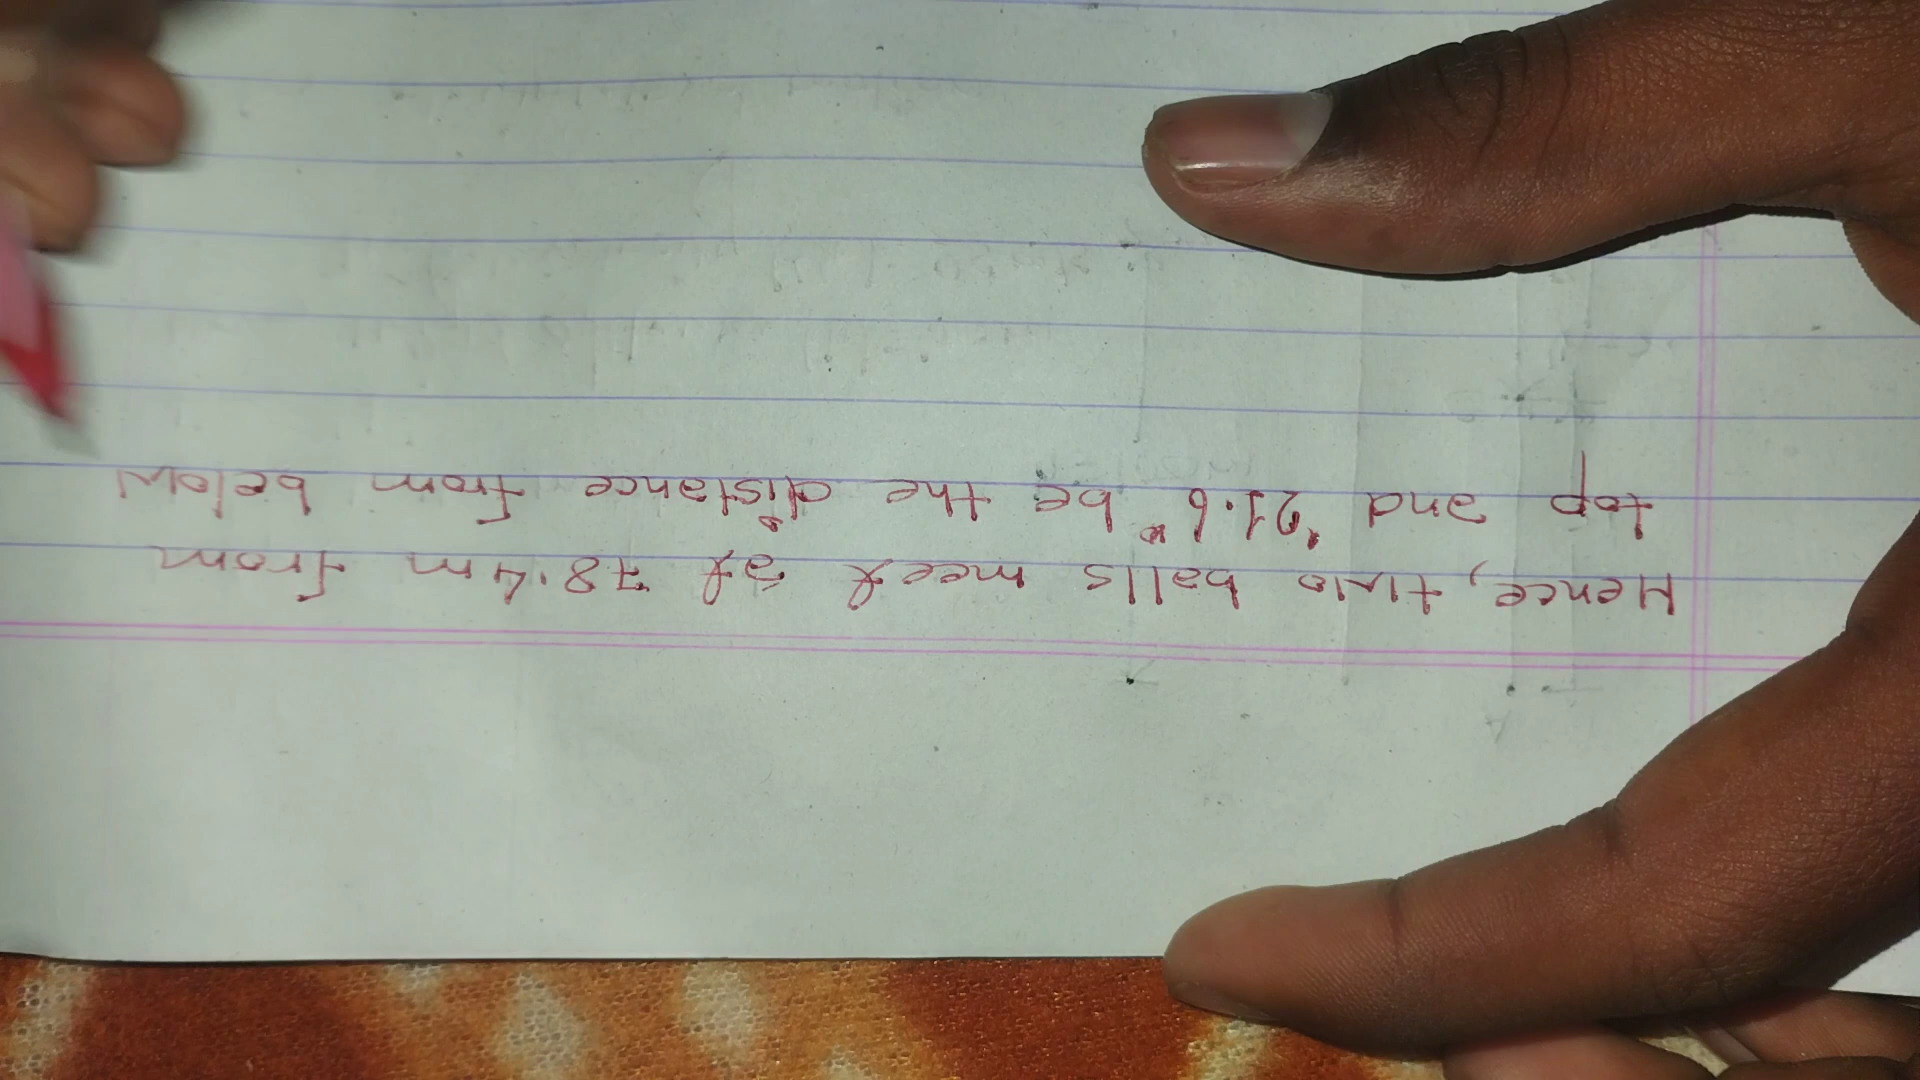 Hence, two balls meet at 78.4m from
top and "21.6" be the distance from below